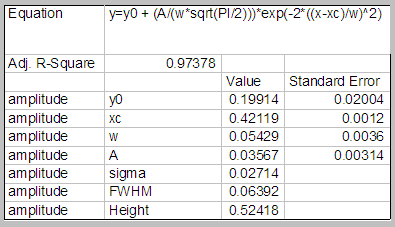 Equation y=y0 + (A/(w*sqrt(PI/2)))*exp(-2*((x-xc)/w)^2)
Adj. R-Square 0.97378
Value Standard Error
amplitude y0 0.19914 0.02004
amplitude xc 0.42119 0.0012
amplitude w 0.05429 0.0036
amplitude A 0.03567 0.00314
amplitude sigma 0.02714
amplitude FWHM 0.06392
amplitude Height 0.52418